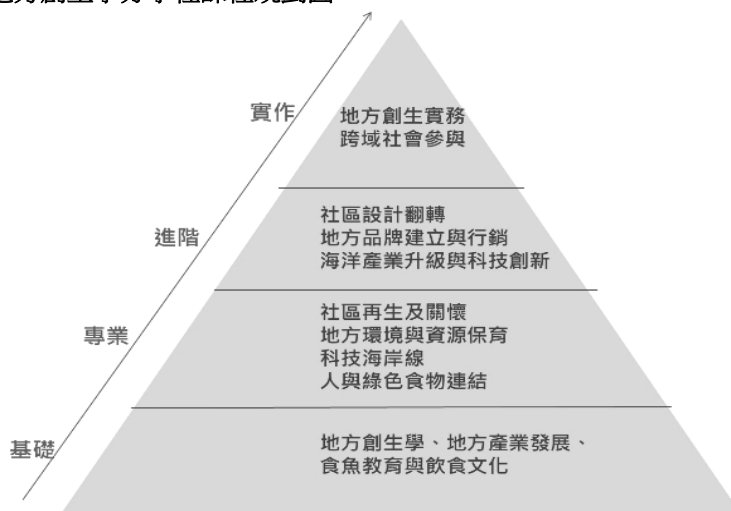 實作
地方創生實務
跨域社會參與
進階
社區設計翻轉
地方品牌建立與行銷
海洋產業升級與科技創新
專業
社區再生及關懷
地方環境與資源保育
科技海岸線
人與綠色食物連結
基礎
地方創生學、地方產業發展、
食魚教育與飲食文化